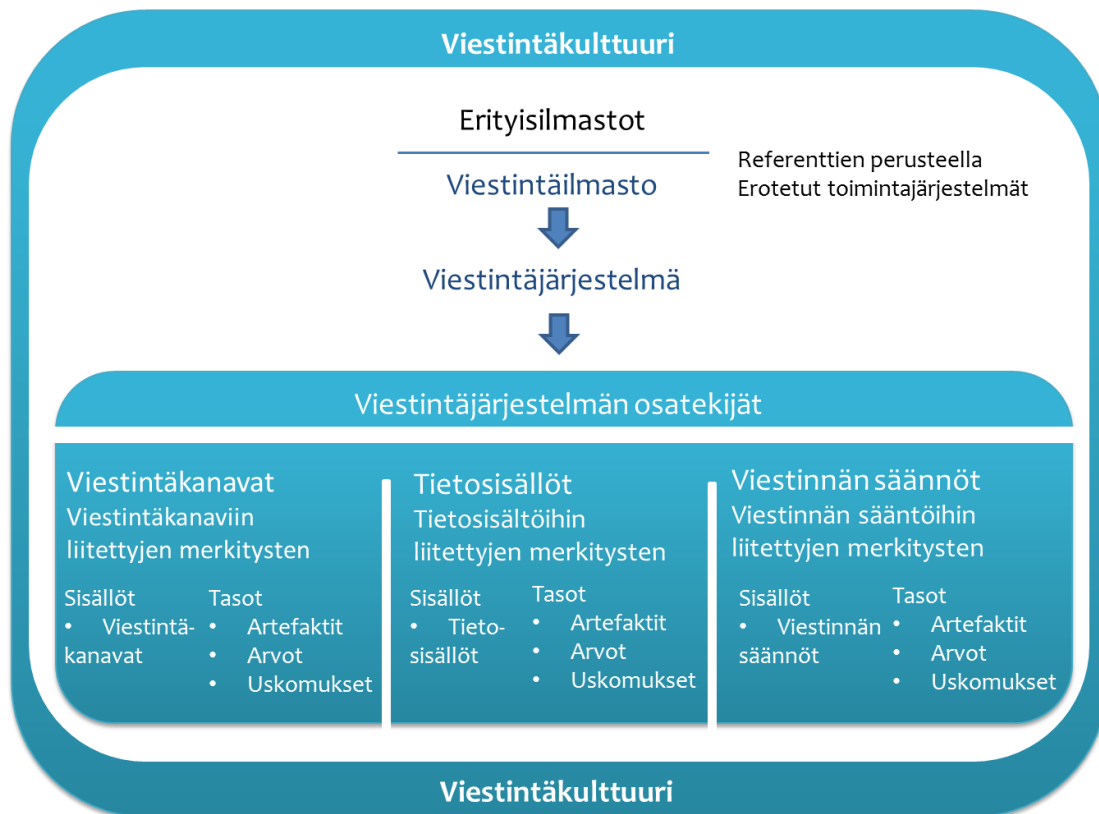 Viestintäkulttuuri
Erityisilmastot
Viestintäilmasto
Referenttien perusteella
Erotetut toimintajärjestelmät
Viestintäjärjestelmä
Viestintäjärjestelmän osatekijät
Viestintäkanavat
Viestintäkanaviin
liitettyjen merkitysten
Sisällöt
• Viestintä-
kanavat
Tasot
• Artefaktit
• Arvot
• Uskomukset
Tietosisällöt
Tietosisältöihin
liitettyjen merkitysten
Sisällöt
• Tieto-
sisällöt
Tasot
• Artefaktit
• Arvot
• Uskomukset
Viestinnän säännöt
Viestinnän sääntöihin
liitettyjen merkitysten
Sisällöt
• Viestinnän
säännöt
Tasot
• Artefaktit
• Arvot
• Uskomukset
Viestintäkulttuuri